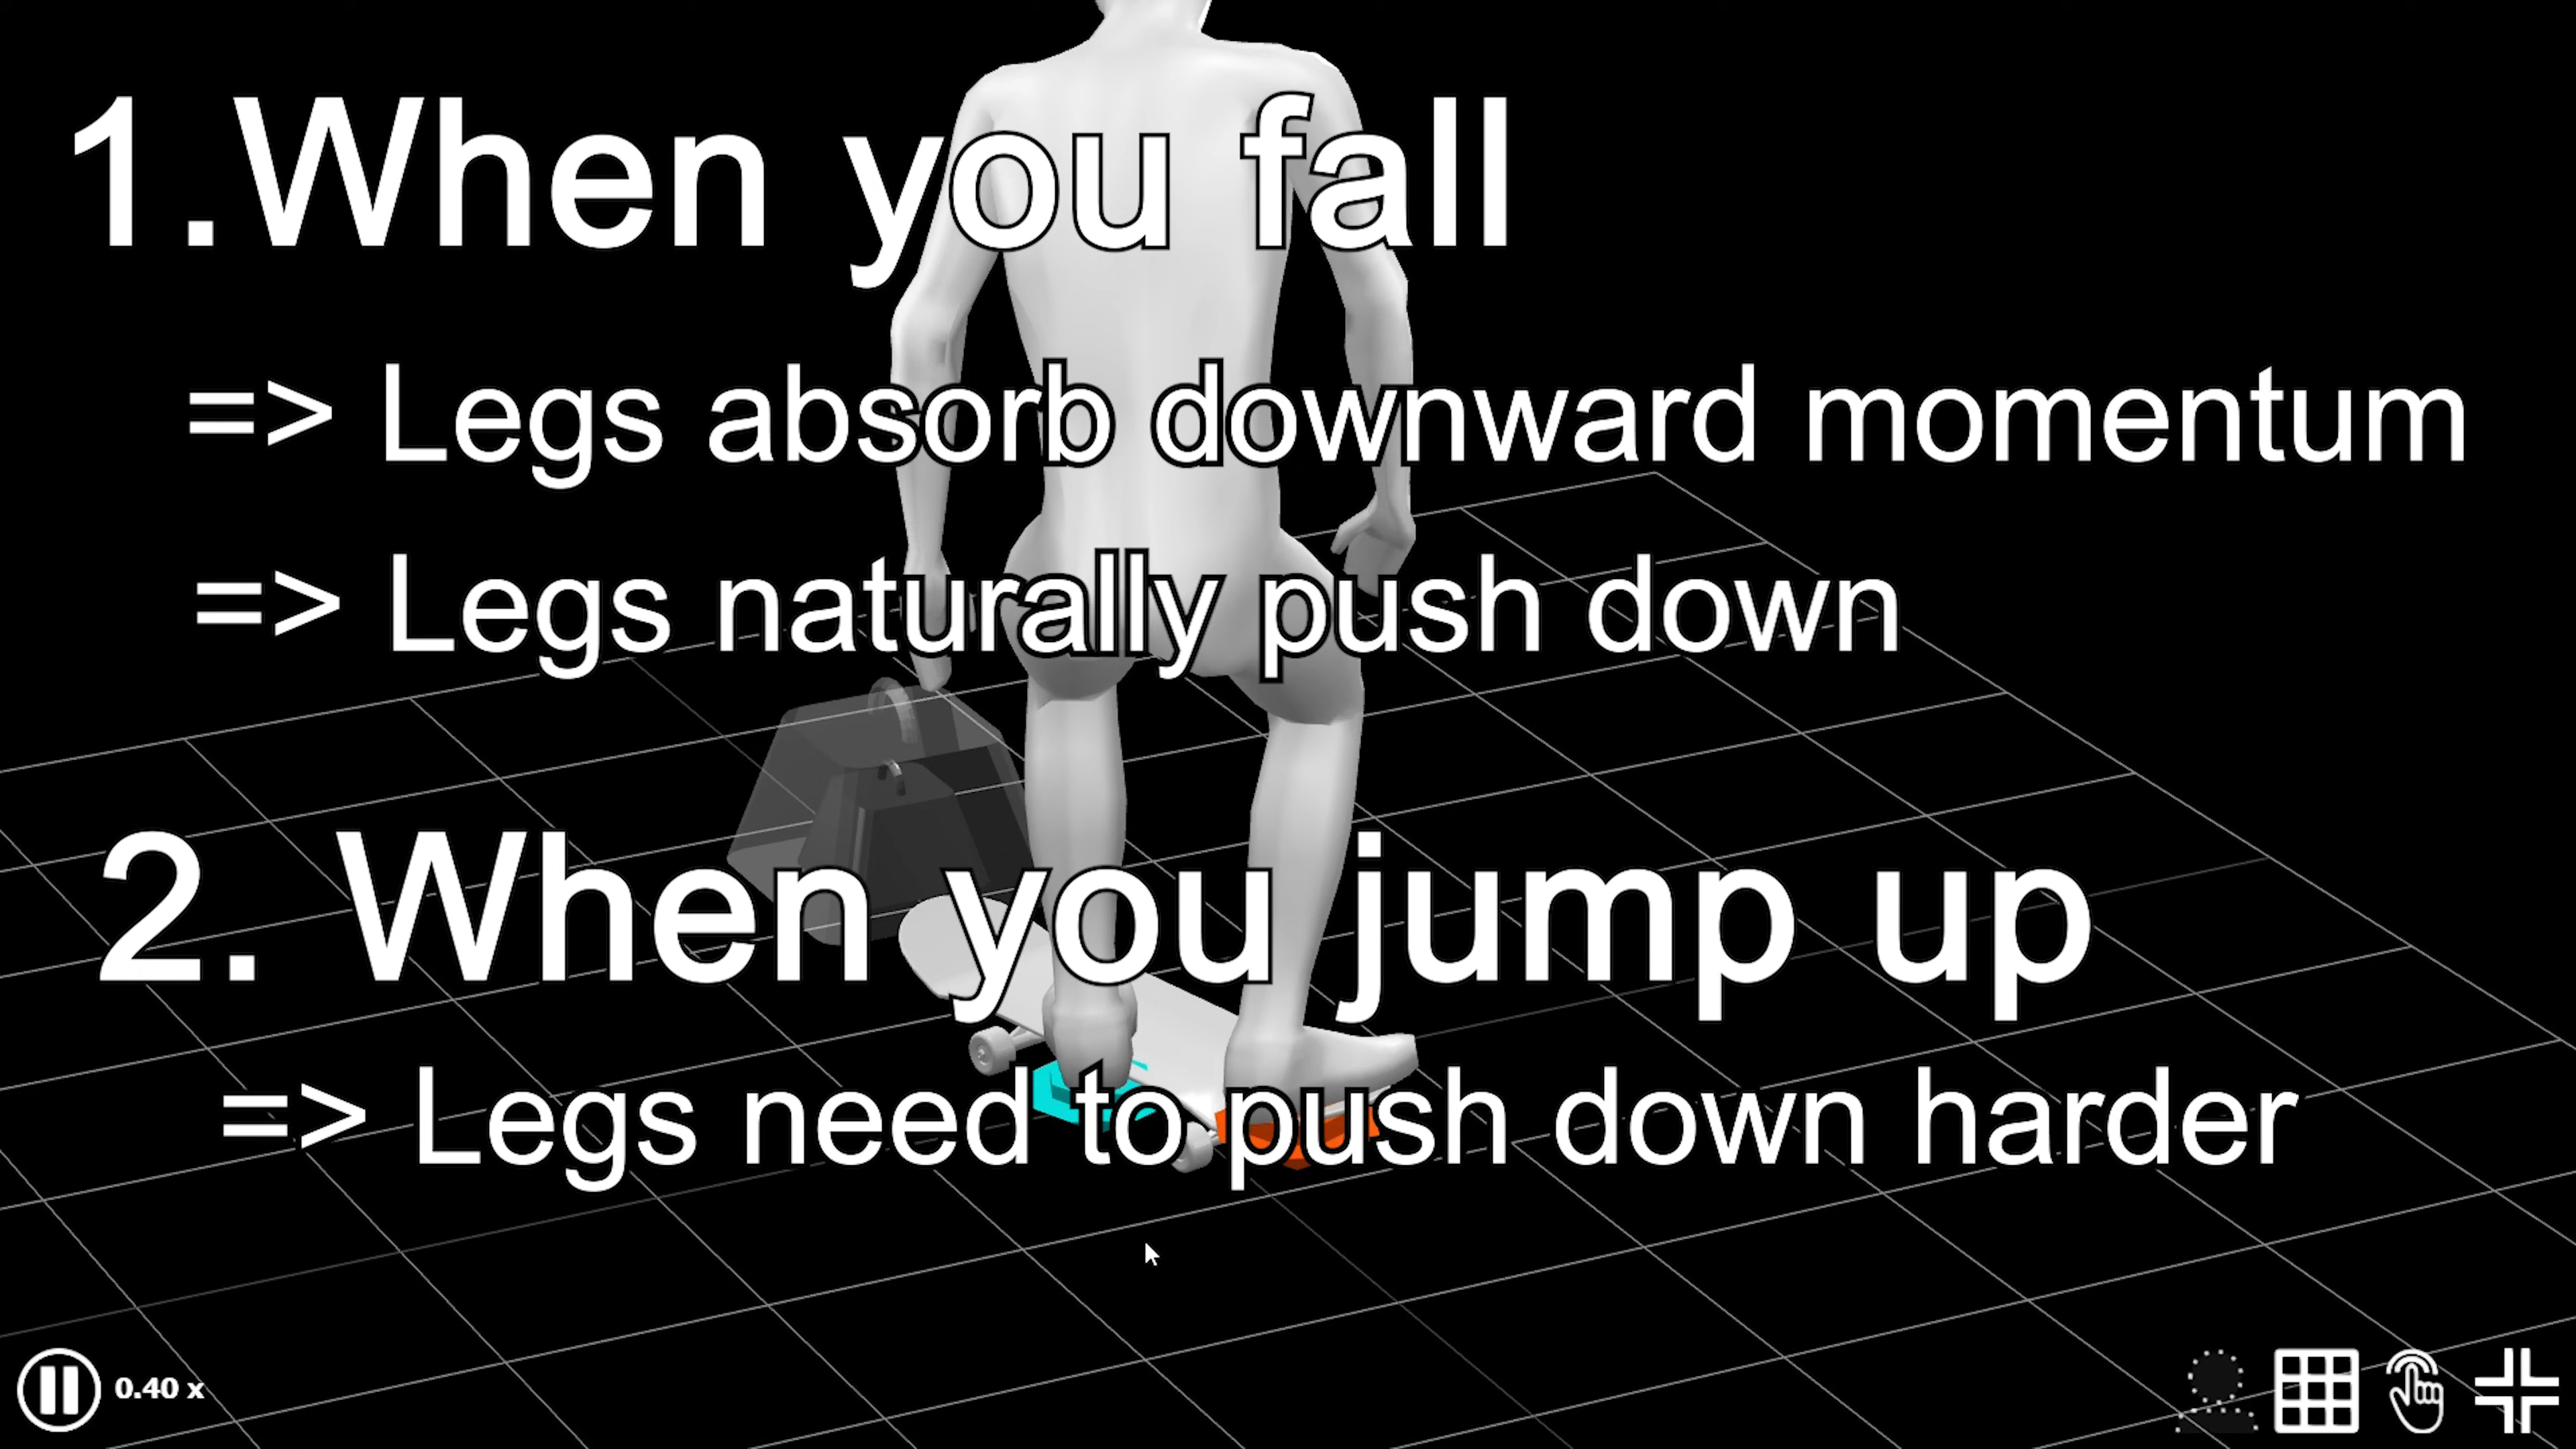 1.When you fall
=> Legs absorb downward momentum
=> Legs naturally push down
2. When you jump up
=> Legs need to push down harder
0.40 x